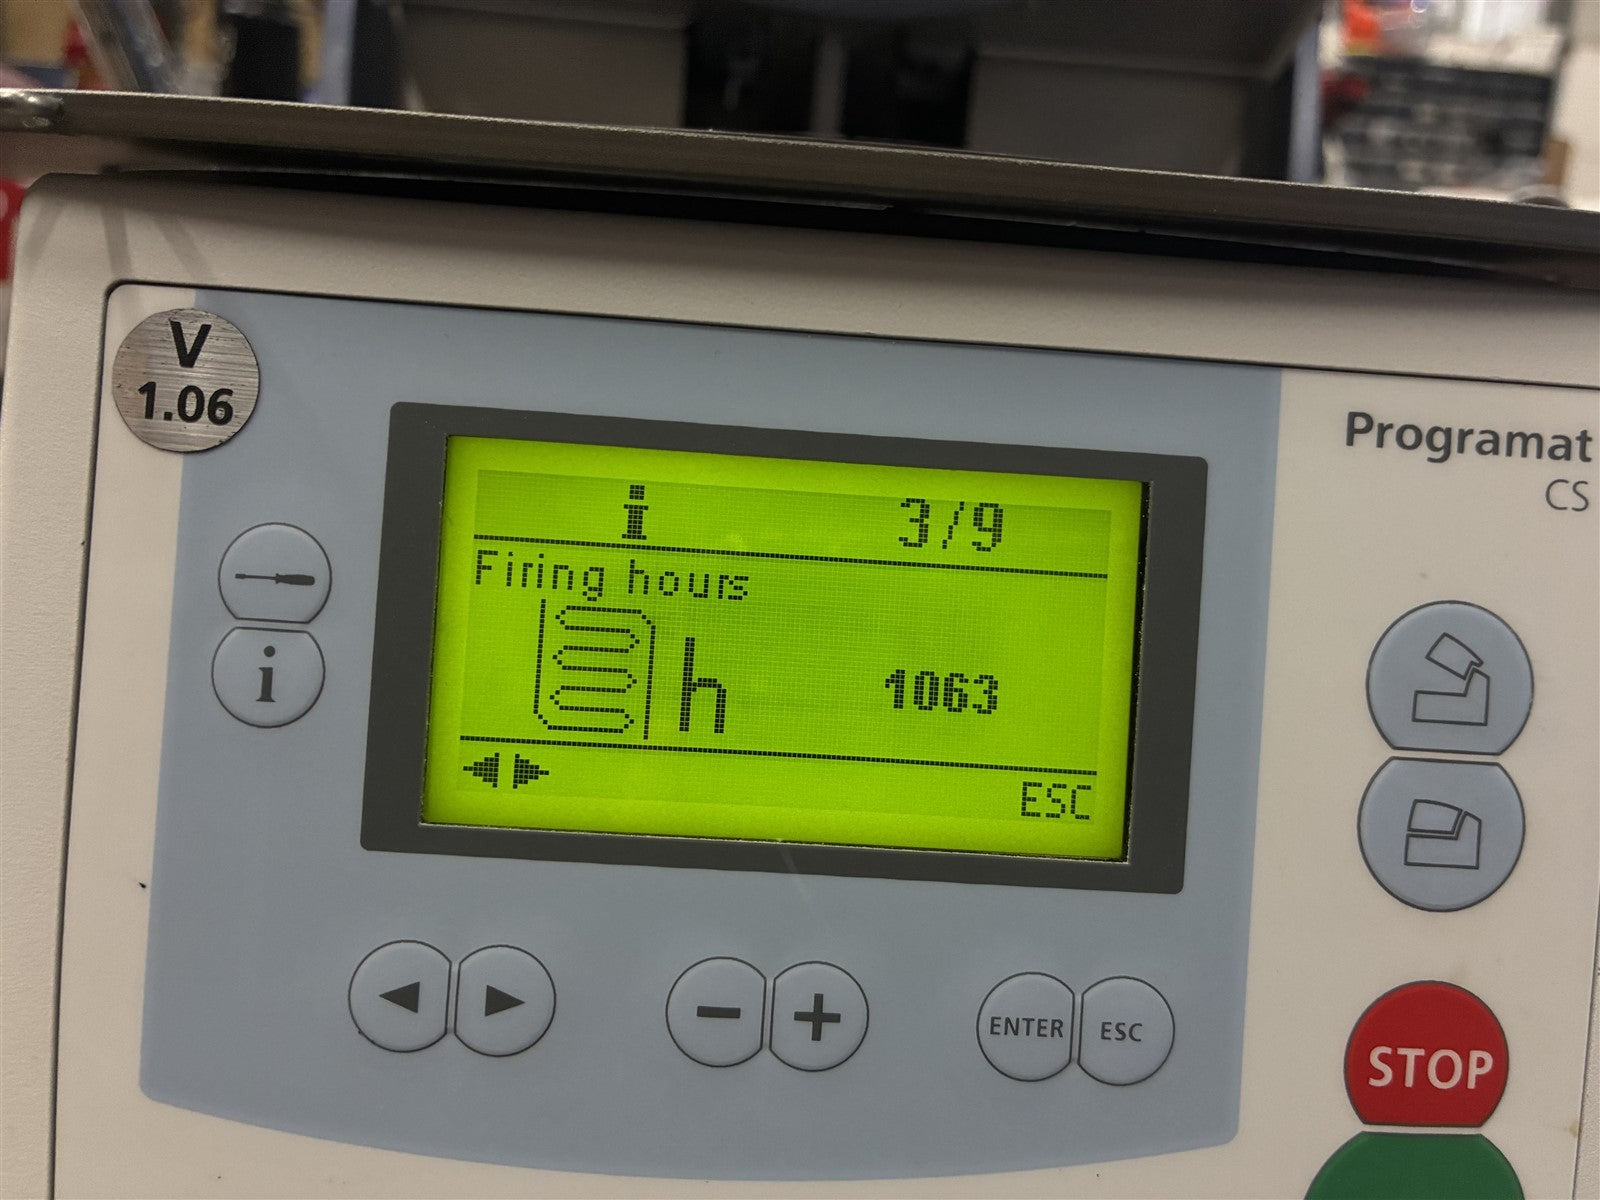 V
1.06
Programat
CS
i 3/9
Firing hours
h 1063
ESC
i
ENTER ESC
STOP